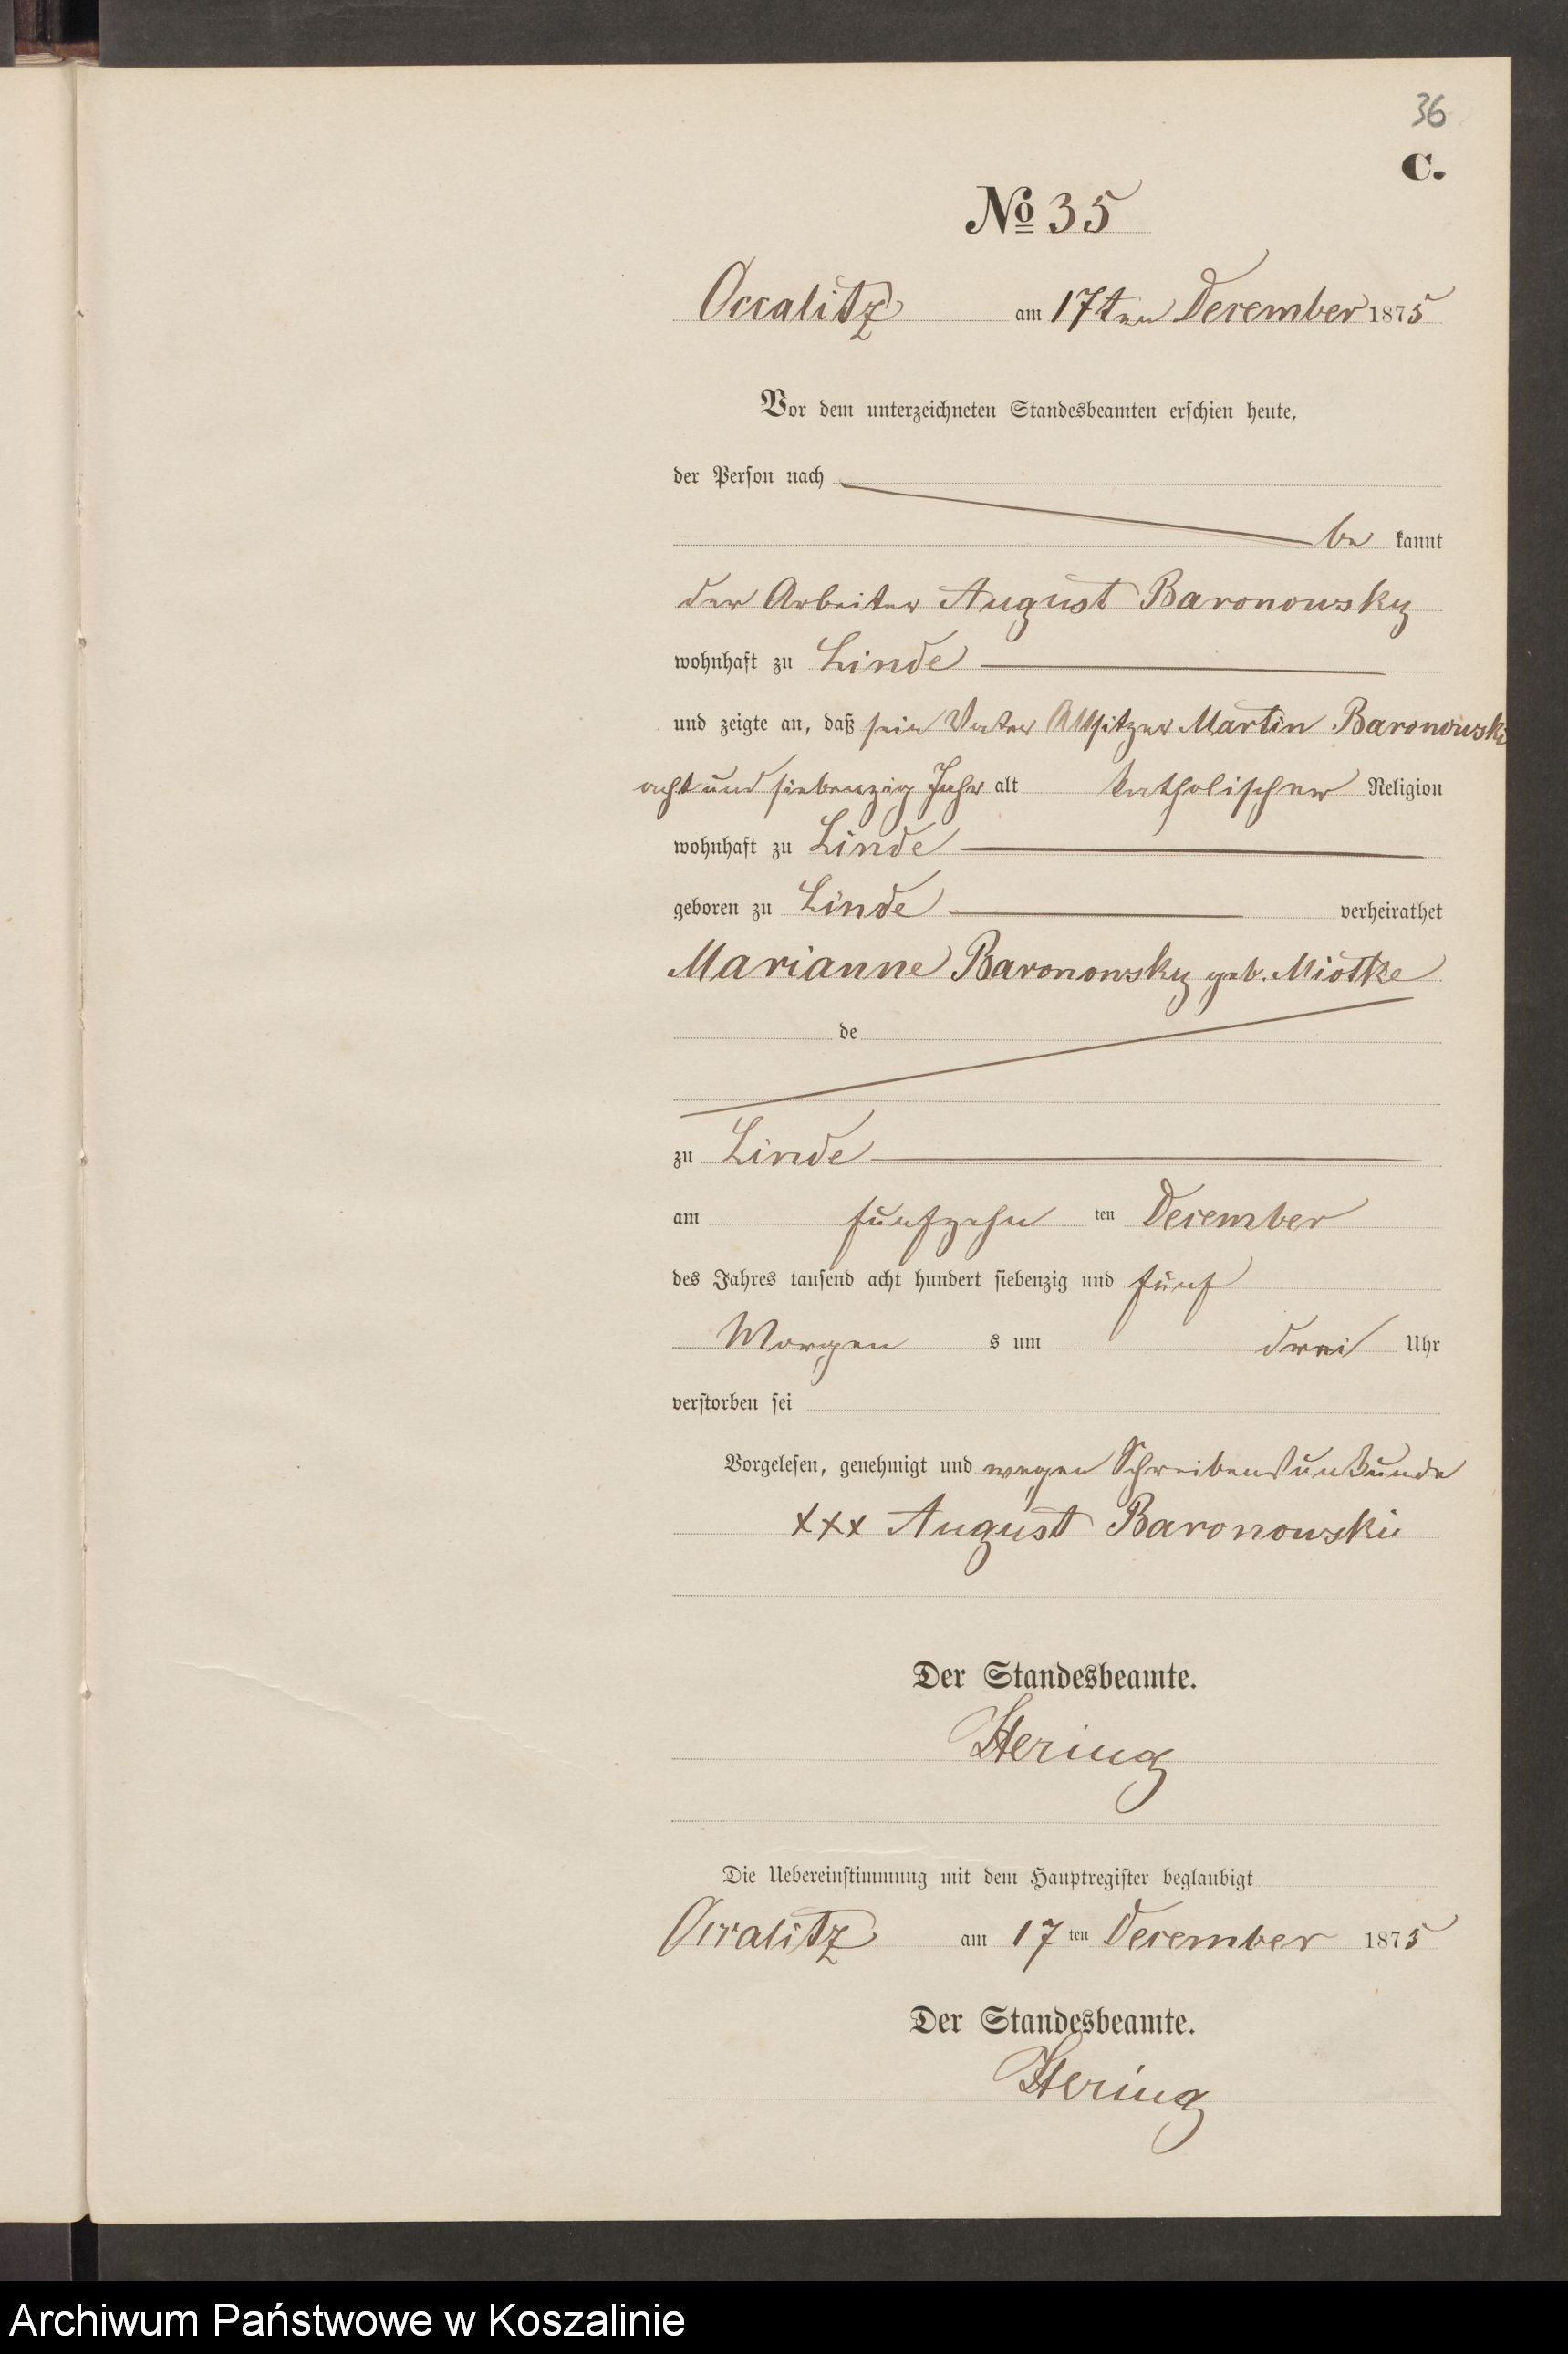 36
C.
№ 35
Occalitz am 17ten December 1875
Vor dem unterzeichneten Standesbeamten erschien heute,
der Person nach
be kannt
der Arbeiter August Baronowsky
wohnhaft zu Linde
und zeigte an, daß sein Vater Altsitzer Martin Baronowski
acht und siebenzig Jahr alt katholischer Religion
wohnhaft zu Linde
geboren zu Linde verheirathet
Marianne Baronowsky geb. Miotke
de
zu Linde
am fünfzehn ten December
des Jahres tausend acht hundert siebenzig und fünf
Morgen s um drei Uhr
verstorben sei
Vorgelesen, genehmigt und wegen Schreibensunkunde
xxx August Baronowski
Der Standesbeamte.
Hering
Die Uebereinstimmung mit dem Hauptregister beglaubigt
Occalitz am 17 ten December 1875
Der Standesbeamte.
Hering
Archiwum Państwowe w Koszalinie